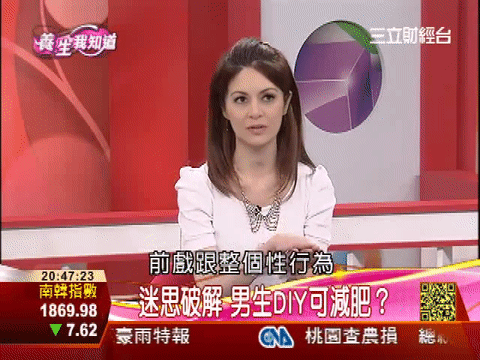 養生我知道
三立財經台
前戲跟整個性行為
20:47:23
南韓指數
1869.98
▼7.62
迷思破解 男生DIY可減肥?
豪雨特報 CNA 桃園查農損 總